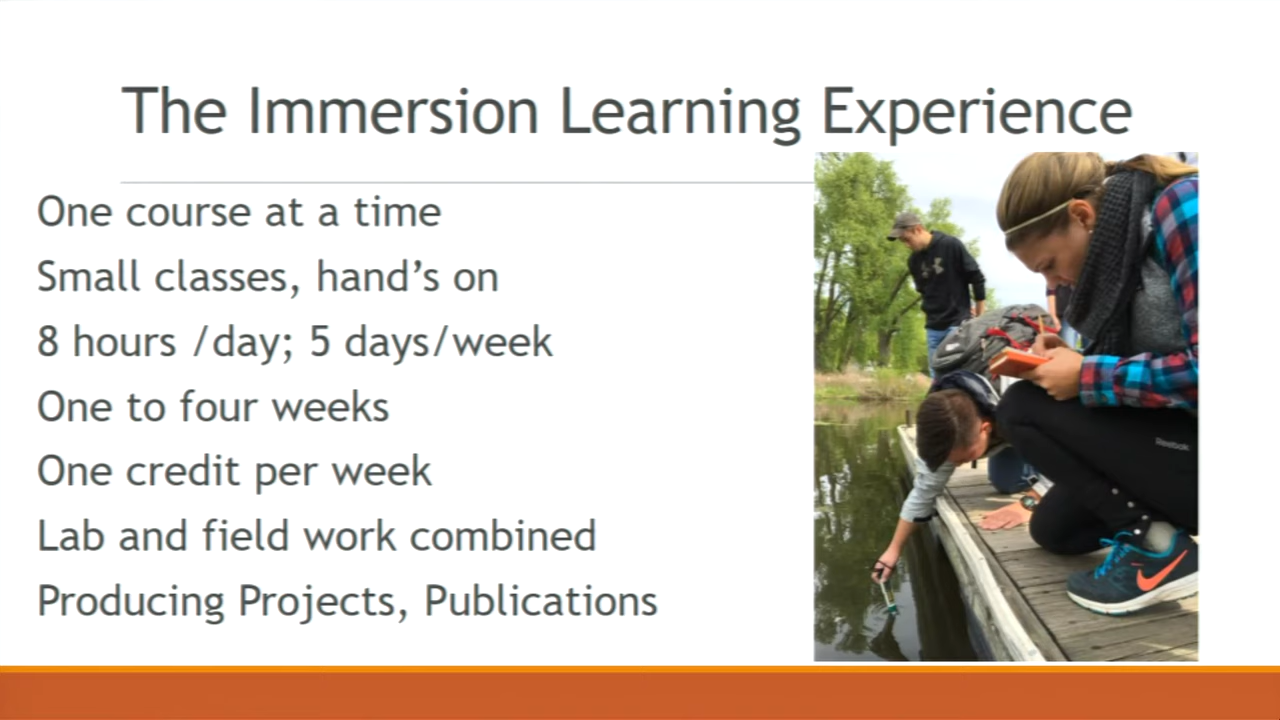 The Immersion Learning Experience
One course at a time
Small classes, hand’s on
8 hours /day; 5 days/week
One to four weeks
One credit per week
Lab and field work combined
Producing Projects, Publications
Reebok